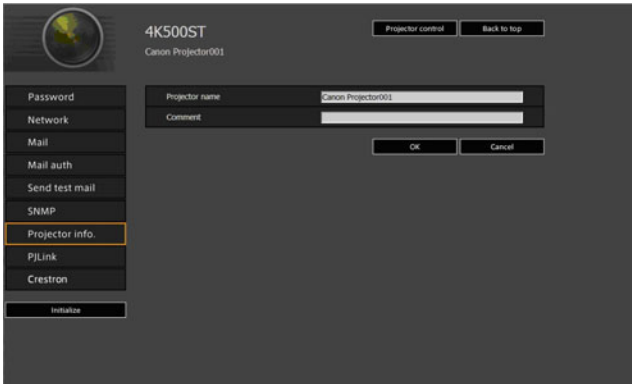 4K500ST
Projector control
Back to top
Canon Projector001
Password
Network
Mail
Mail auth
Send test mail
SNMP
Projector info.
PJLink
Crestron
Initialize
Projector name
Canon Projector001
Comment
OK
Cancel